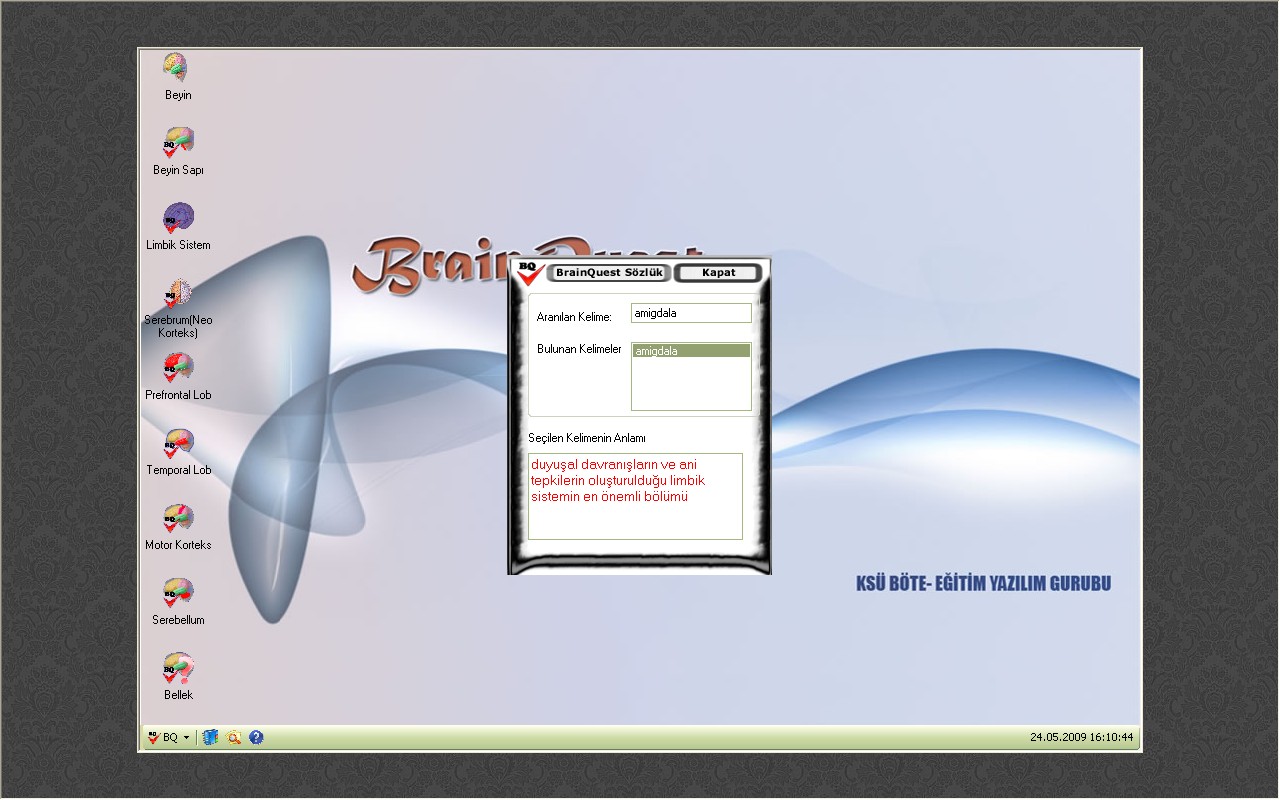 Beyin
Beyin Sapı
Limbik Sistem
Serebrum(Neo
Korteks)
Prefrontal Lob
Temporal Lob
Motor Korteks
Serebellum
Bellek
BQ
BrainQuest Sözlük
Kapat
Aranılan Kelime:
amigdala
Bulunan Kelimeler
amigdala
Seçilen Kelimenin Anlamı
duyuşal davranışların ve ani
tepkilerin oluşturulduğu limbik
sistemin en önemli bölümü
KSÜ BÖTE- EĞİTİM YAZILIM GURUBU
BQ
24.05.2009 16:10:44